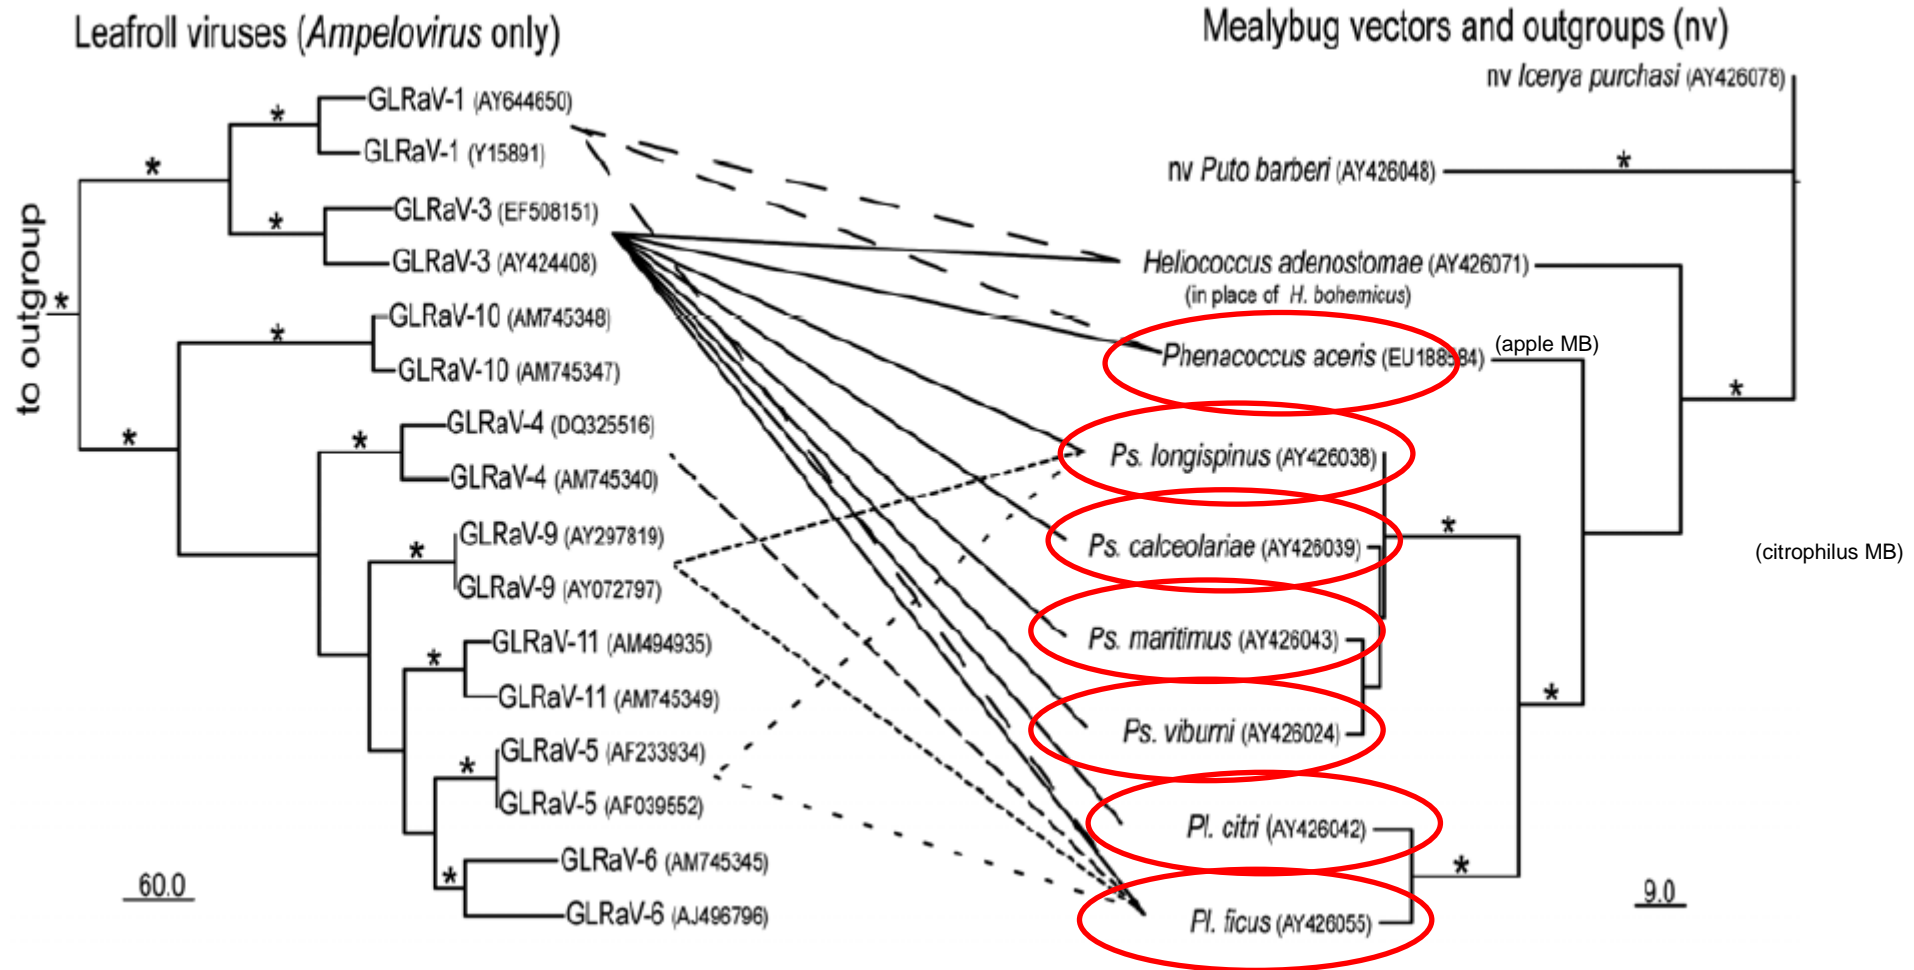 Leafroll viruses (Ampelovirus only)
GLRaV-1 (AY644650)
GLRaV-1 (Y15891)
GLRaV-3 (EF508151)
GLRaV-3 (AY424408)
GLRaV-10 (AM745348)
GLRaV-10 (AM745347)
GLRaV-4 (DQ325516)
GLRaV-4 (AM745340)
GLRaV-9 (AY297819)
GLRaV-9 (AY072797)
GLRaV-11 (AM494935)
GLRaV-11 (AM745349)
GLRaV-5 (AF233934)
GLRaV-5 (AF039552)
GLRaV-6 (AM745345)
GLRaV-6 (AJ496796)
to outgroup
60.0
Mealybug vectors and outgroups (nv)
nv Icerya purchasi (AY426078)
nv Puto barberi (AY426048)
Heliococcus adenostomae (AY426071)
(in place of H. bohemicus)
Phenacoccus aceris (EU188584) (apple MB)
Ps. longispinus (AY426038)
Ps. calceolariae (AY426039)
(citrophilus MB)
Ps. maritimus (AY426043)
Ps. viburni (AY426024)
Pl. citri (AY426042)
Pl. ficus (AY426055)
9.0